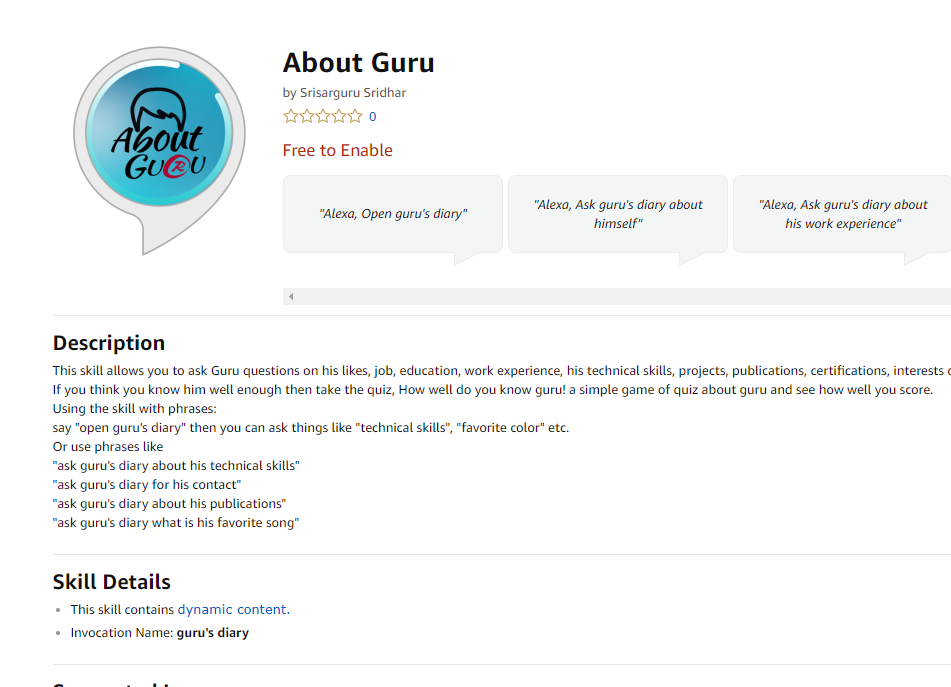 About
GURU
About Guru
by Srisarguru Sridhar
0
Free to Enable
"Alexa, Open guru's diary"
"Alexa, Ask guru's diary about
himself"
"Alexa, Ask guru's diary about
his work experience"
Description
This skill allows you to ask Guru questions on his likes, job, education, work experience, his technical skills, projects, publications, certifications, interests
If you think you know him well enough then take the quiz, How well do you know guru! a simple game of quiz about guru and see how well you score.
Using the skill with phrases:
say "open guru's diary" then you can ask things like "technical skills", "favorite color" etc.
Or use phrases like
"ask guru's diary about his technical skills"
"ask guru's diary for his contact"
"ask guru's diary about his publications"
"ask guru's diary what is his favorite song"
Skill Details
This skill contains dynamic content.
Invocation Name: guru's diary